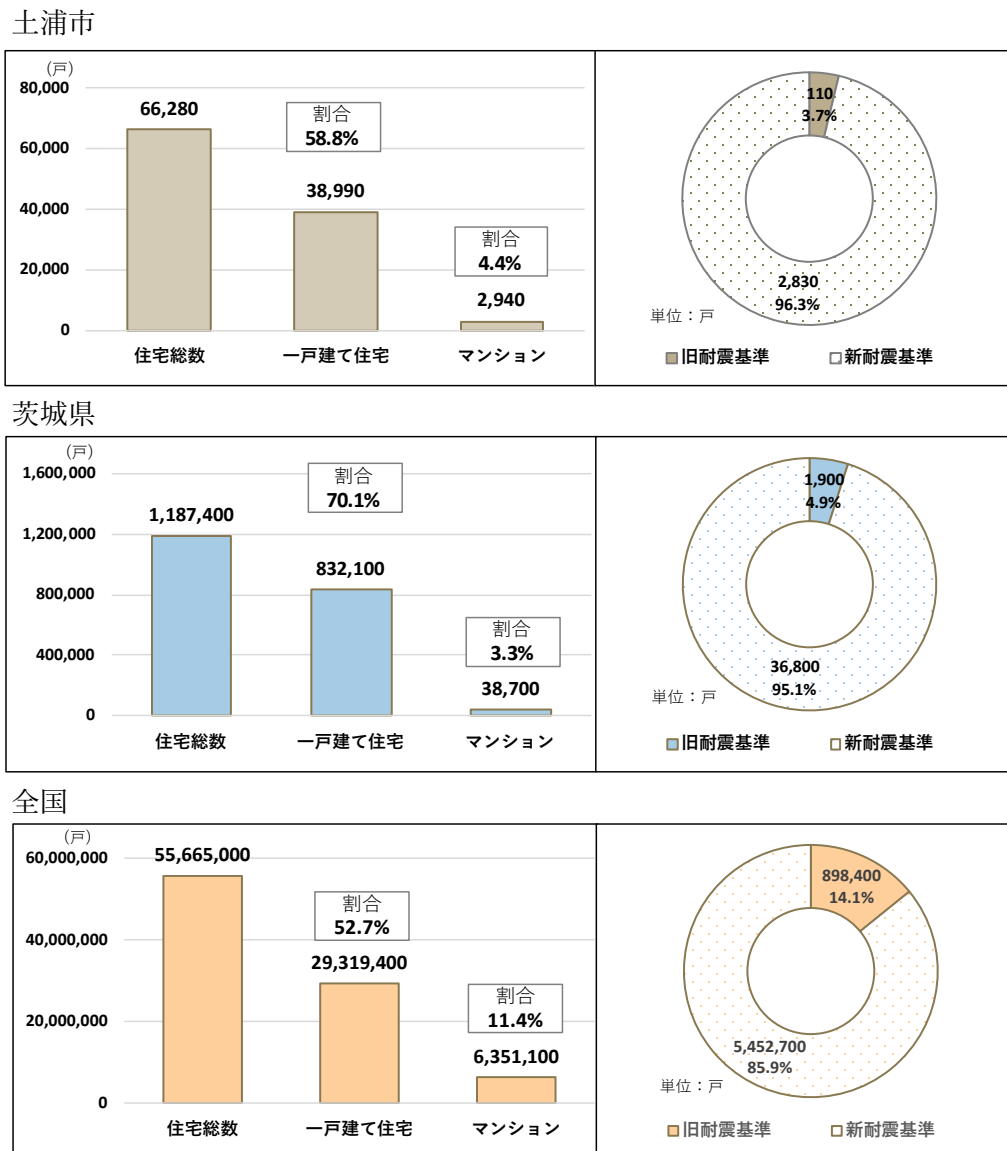 土浦市
(戸)
80,000
60,000
40,000
20,000
0
66,280
割合
58.8%
38,990
割合
4.4%
2,940
住宅総数
一戸建て住宅
マンション
110
3.7%
2,830
96.3%
単位：戸
旧耐震基準
新耐震基準
茨城県
(戸)
1,600,000
1,200,000
800,000
400,000
0
1,187,400
割合
70.1%
832,100
割合
3.3%
38,700
住宅総数
一戸建て住宅
マンション
1,900
4.9%
36,800
95.1%
単位：戸
旧耐震基準
新耐震基準
全国
(戸)
60,000,000
40,000,000
20,000,000
0
55,665,000
割合
52.7%
29,319,400
割合
11.4%
6,351,100
住宅総数
一戸建て住宅
マンション
898,400
14.1%
5,452,700
85.9%
単位：戸
旧耐震基準
新耐震基準